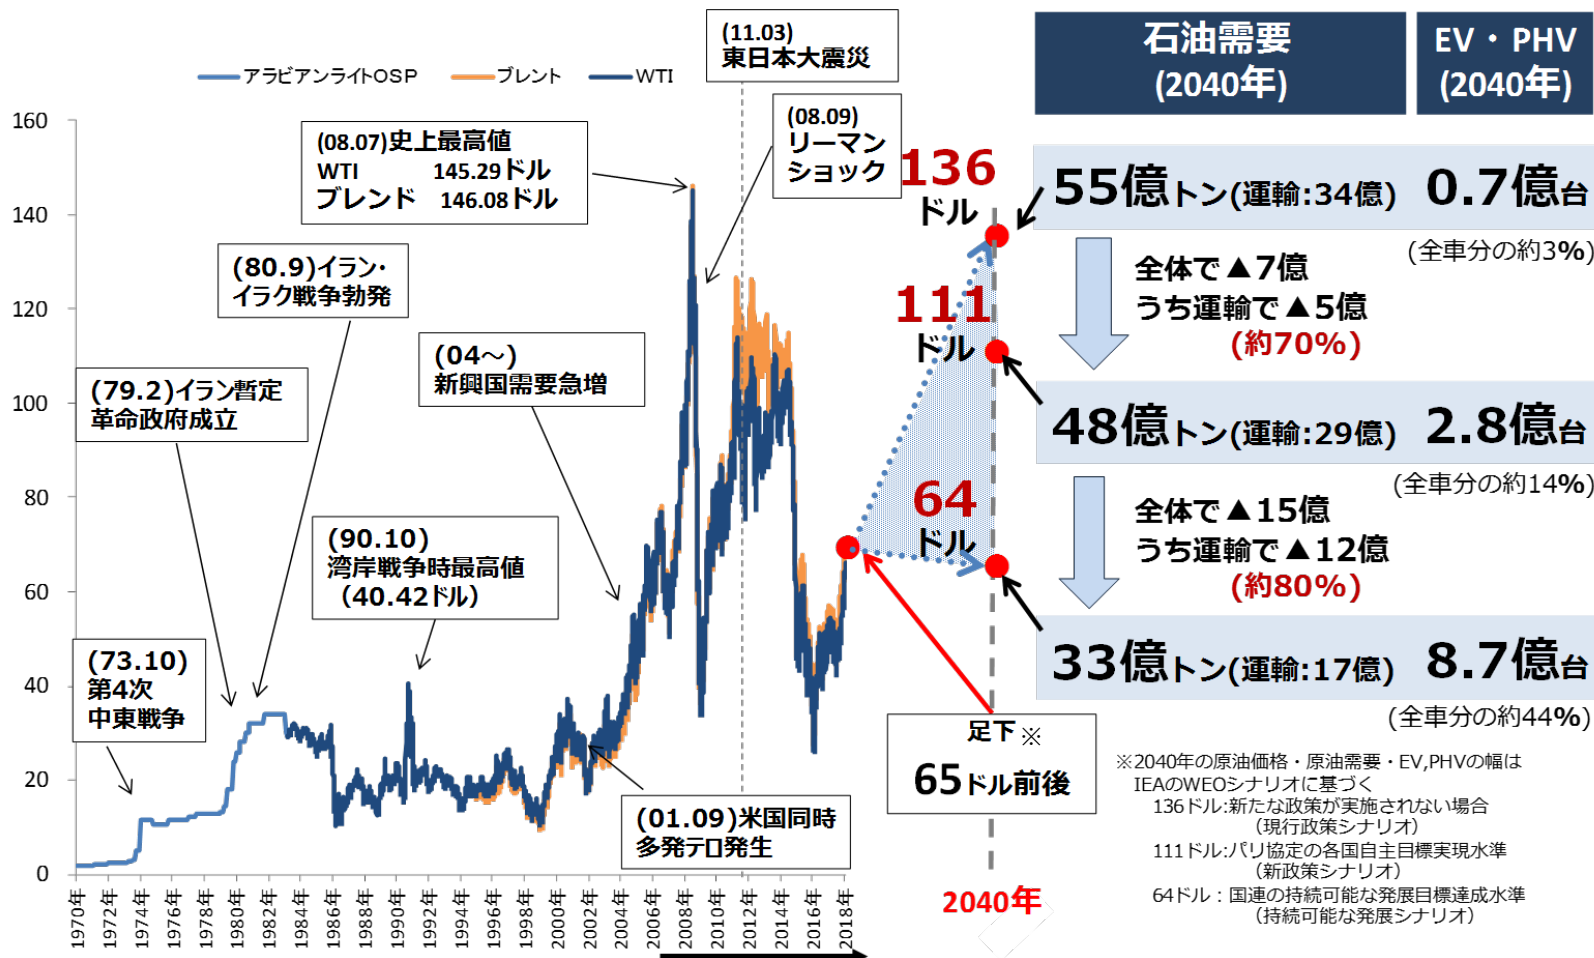 アラビアンライトOSP
ブレント
WTI
160
140
120
100
80
60
40
20
0
1970年
1972年
1974年
1976年
1978年
1980年
1982年
1984年
1986年
1988年
1990年
1992年
1994年
1996年
1998年
2000年
2002年
2004年
2006年
2008年
2010年
2012年
2014年
2016年
2018年
(73.10)
第4次
中東戦争
(79.2)イラン暫定
革命政府成立
(80.9)イラン・
イラク戦争勃発
(90.10)
湾岸戦争時最高値
(40.42ドル)
(01.09)米国同時
多発テロ発生
(04～)
新興国需要急増
(08.07)史上最高値
WTI 145.29ドル
ブレンド 146.08ドル
(08.09)
リーマン
ショック
(11.03)
東日本大震災
136
ドル
111
ドル
64
ドル
足下※
65ドル前後
2040年
石油需要
(2040年)
EV・PHV
(2040年)
55億トン(運輸:34億)
0.7億台
(全車分の約3%)
全体で▲7億
うち運輸で▲5億
(約70%)
48億トン(運輸:29億)
2.8億台
(全車分の約14%)
全体で▲15億
うち運輸で▲12億
(約80%)
33億トン(運輸:17億)
8.7億台
(全車分の約44%)
※2040年の原油価格・原油需要・EV,PHVの幅は
IEAのWEOシナリオに基づく
136ドル:新たな政策が実施されない場合
(現行政策シナリオ)
111ドル:パリ協定の各国自主目標実現水準
(新政策シナリオ)
64ドル：国連の持続可能な発展目標達成水準
(持続可能な発展シナリオ)